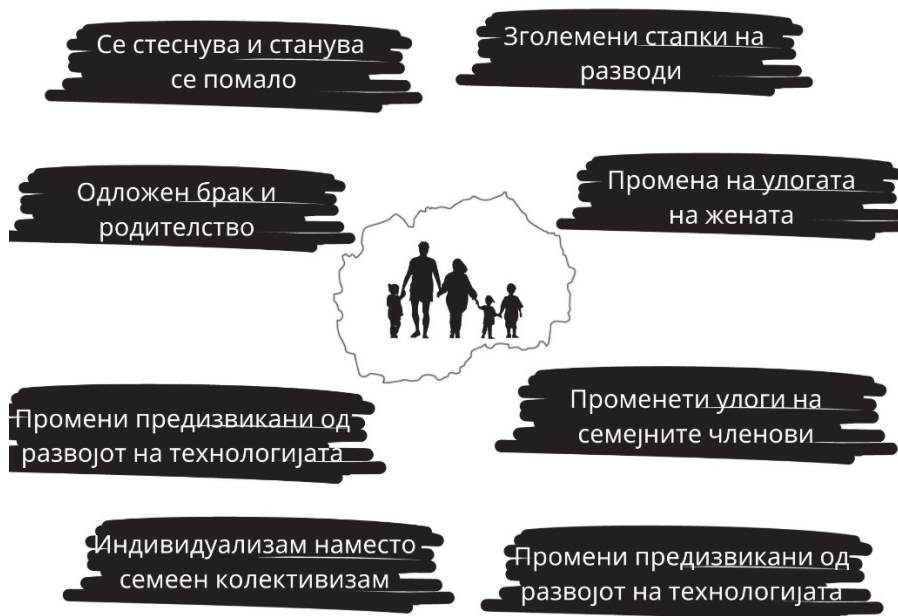 Се стеснува и станува
се помало
Зголемени стапки на
разводи
Одложен брак и
родителство
Промена на улогата
на жената
Промени предизвикани од
развојот на технологијата
Променети улоги на
семејните членови
Индивидуализам наместо
семеен колективизам
Промени предизвикани од
развојот на технологијата